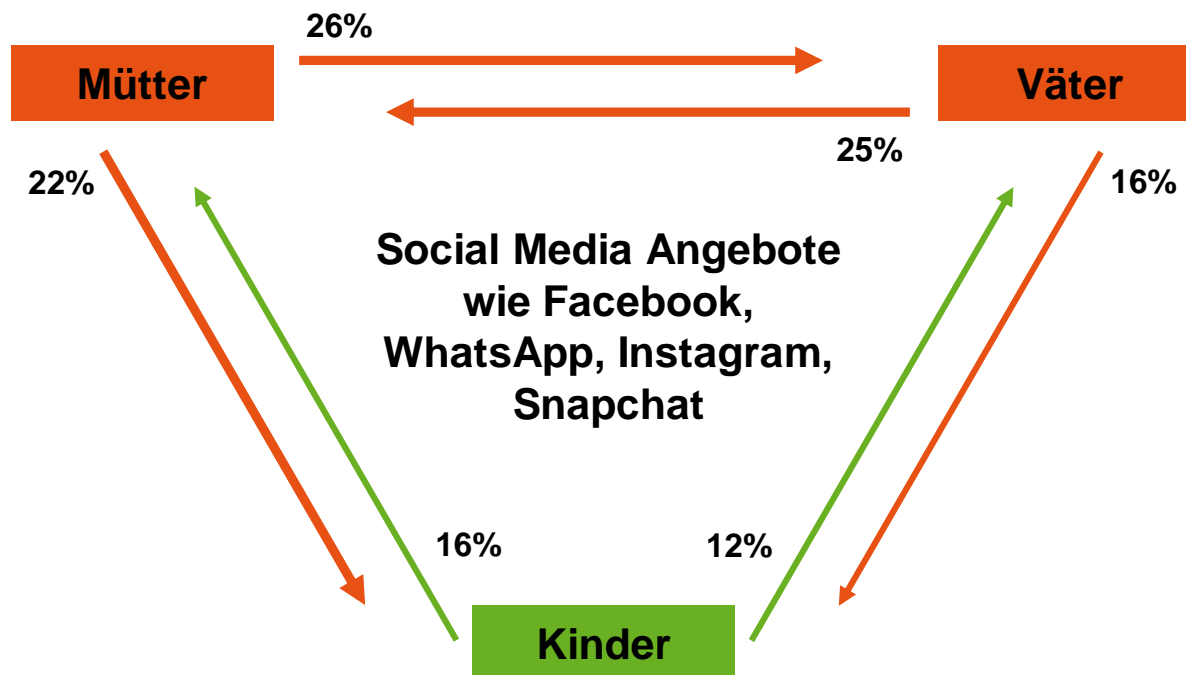 26%
Mütter
Väter
25%
22%
16%
Social Media Angebote
wie Facebook,
WhatsApp, Instagram,
Snapchat
16%
12%
Kinder